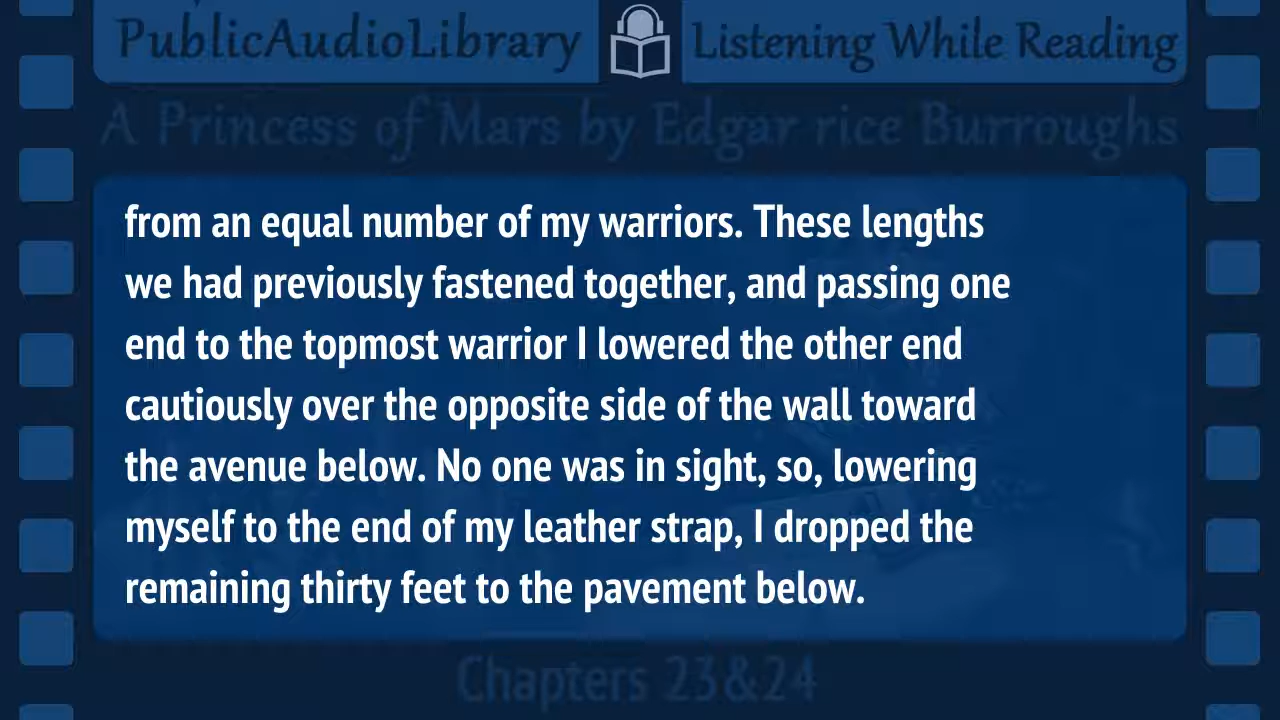 PublicAudioLibrary Listening While Reading
A Princess of Mars by Edgar rice Burroughs
from an equal number of my warriors. These lengths
we had previously fastened together, and passing one
end to the topmost warrior I lowered the other end
cautiously over the opposite side of the wall toward
the avenue below. No one was in sight, so, lowering
myself to the end of my leather strap, I dropped the
remaining thirty feet to the pavement below.
Chapters 23&24